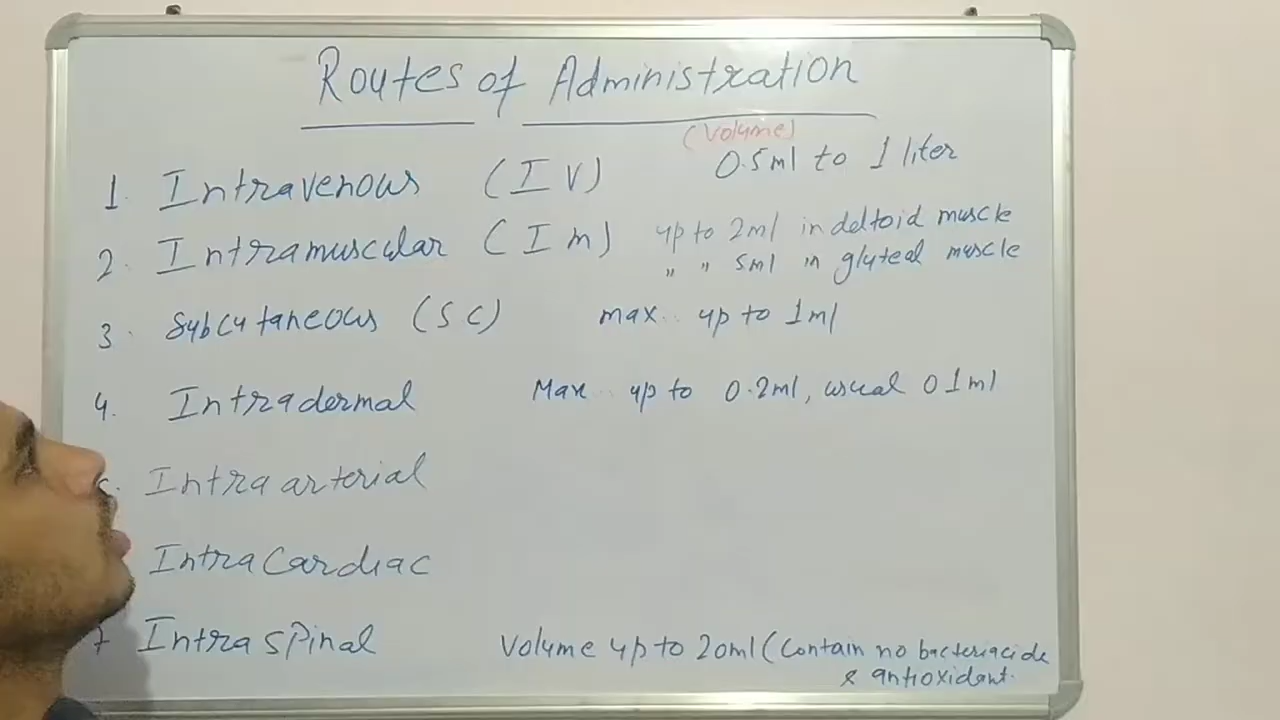 Routes of Administration
(Volume)
1. Intravenous (IV) 0.5ml to 1 liter
2. Intramuscular (Im) up to 2ml in deltoid muscle
" " 5ml in gluteal muscle
3. Subcutaneous (SC) max.. up to 1ml
4. Intradermal Max.. up to 0.2ml, usual 0.1ml
Intraarterial
Intracardiac
7 Intraspinal Volume up to 20ml (Contain no bacteriacide
& antioxidant.